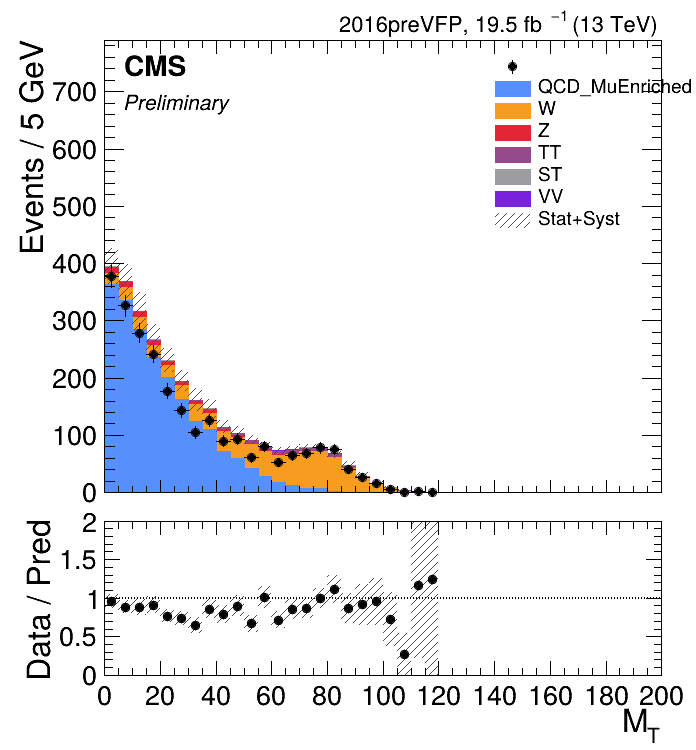 2016preVFP, 19.5 fb⁻¹ (13 TeV)
CMS
Preliminary
QCD_MuEnriched
W
Z
TT
ST
VV
Stat+Syst
Events / 5 GeV
700
600
500
400
300
200
100
0
Data / Pred
2
1.5
1
0.5
0
0 20 40 60 80 100 120 140 160 180 200
M_T